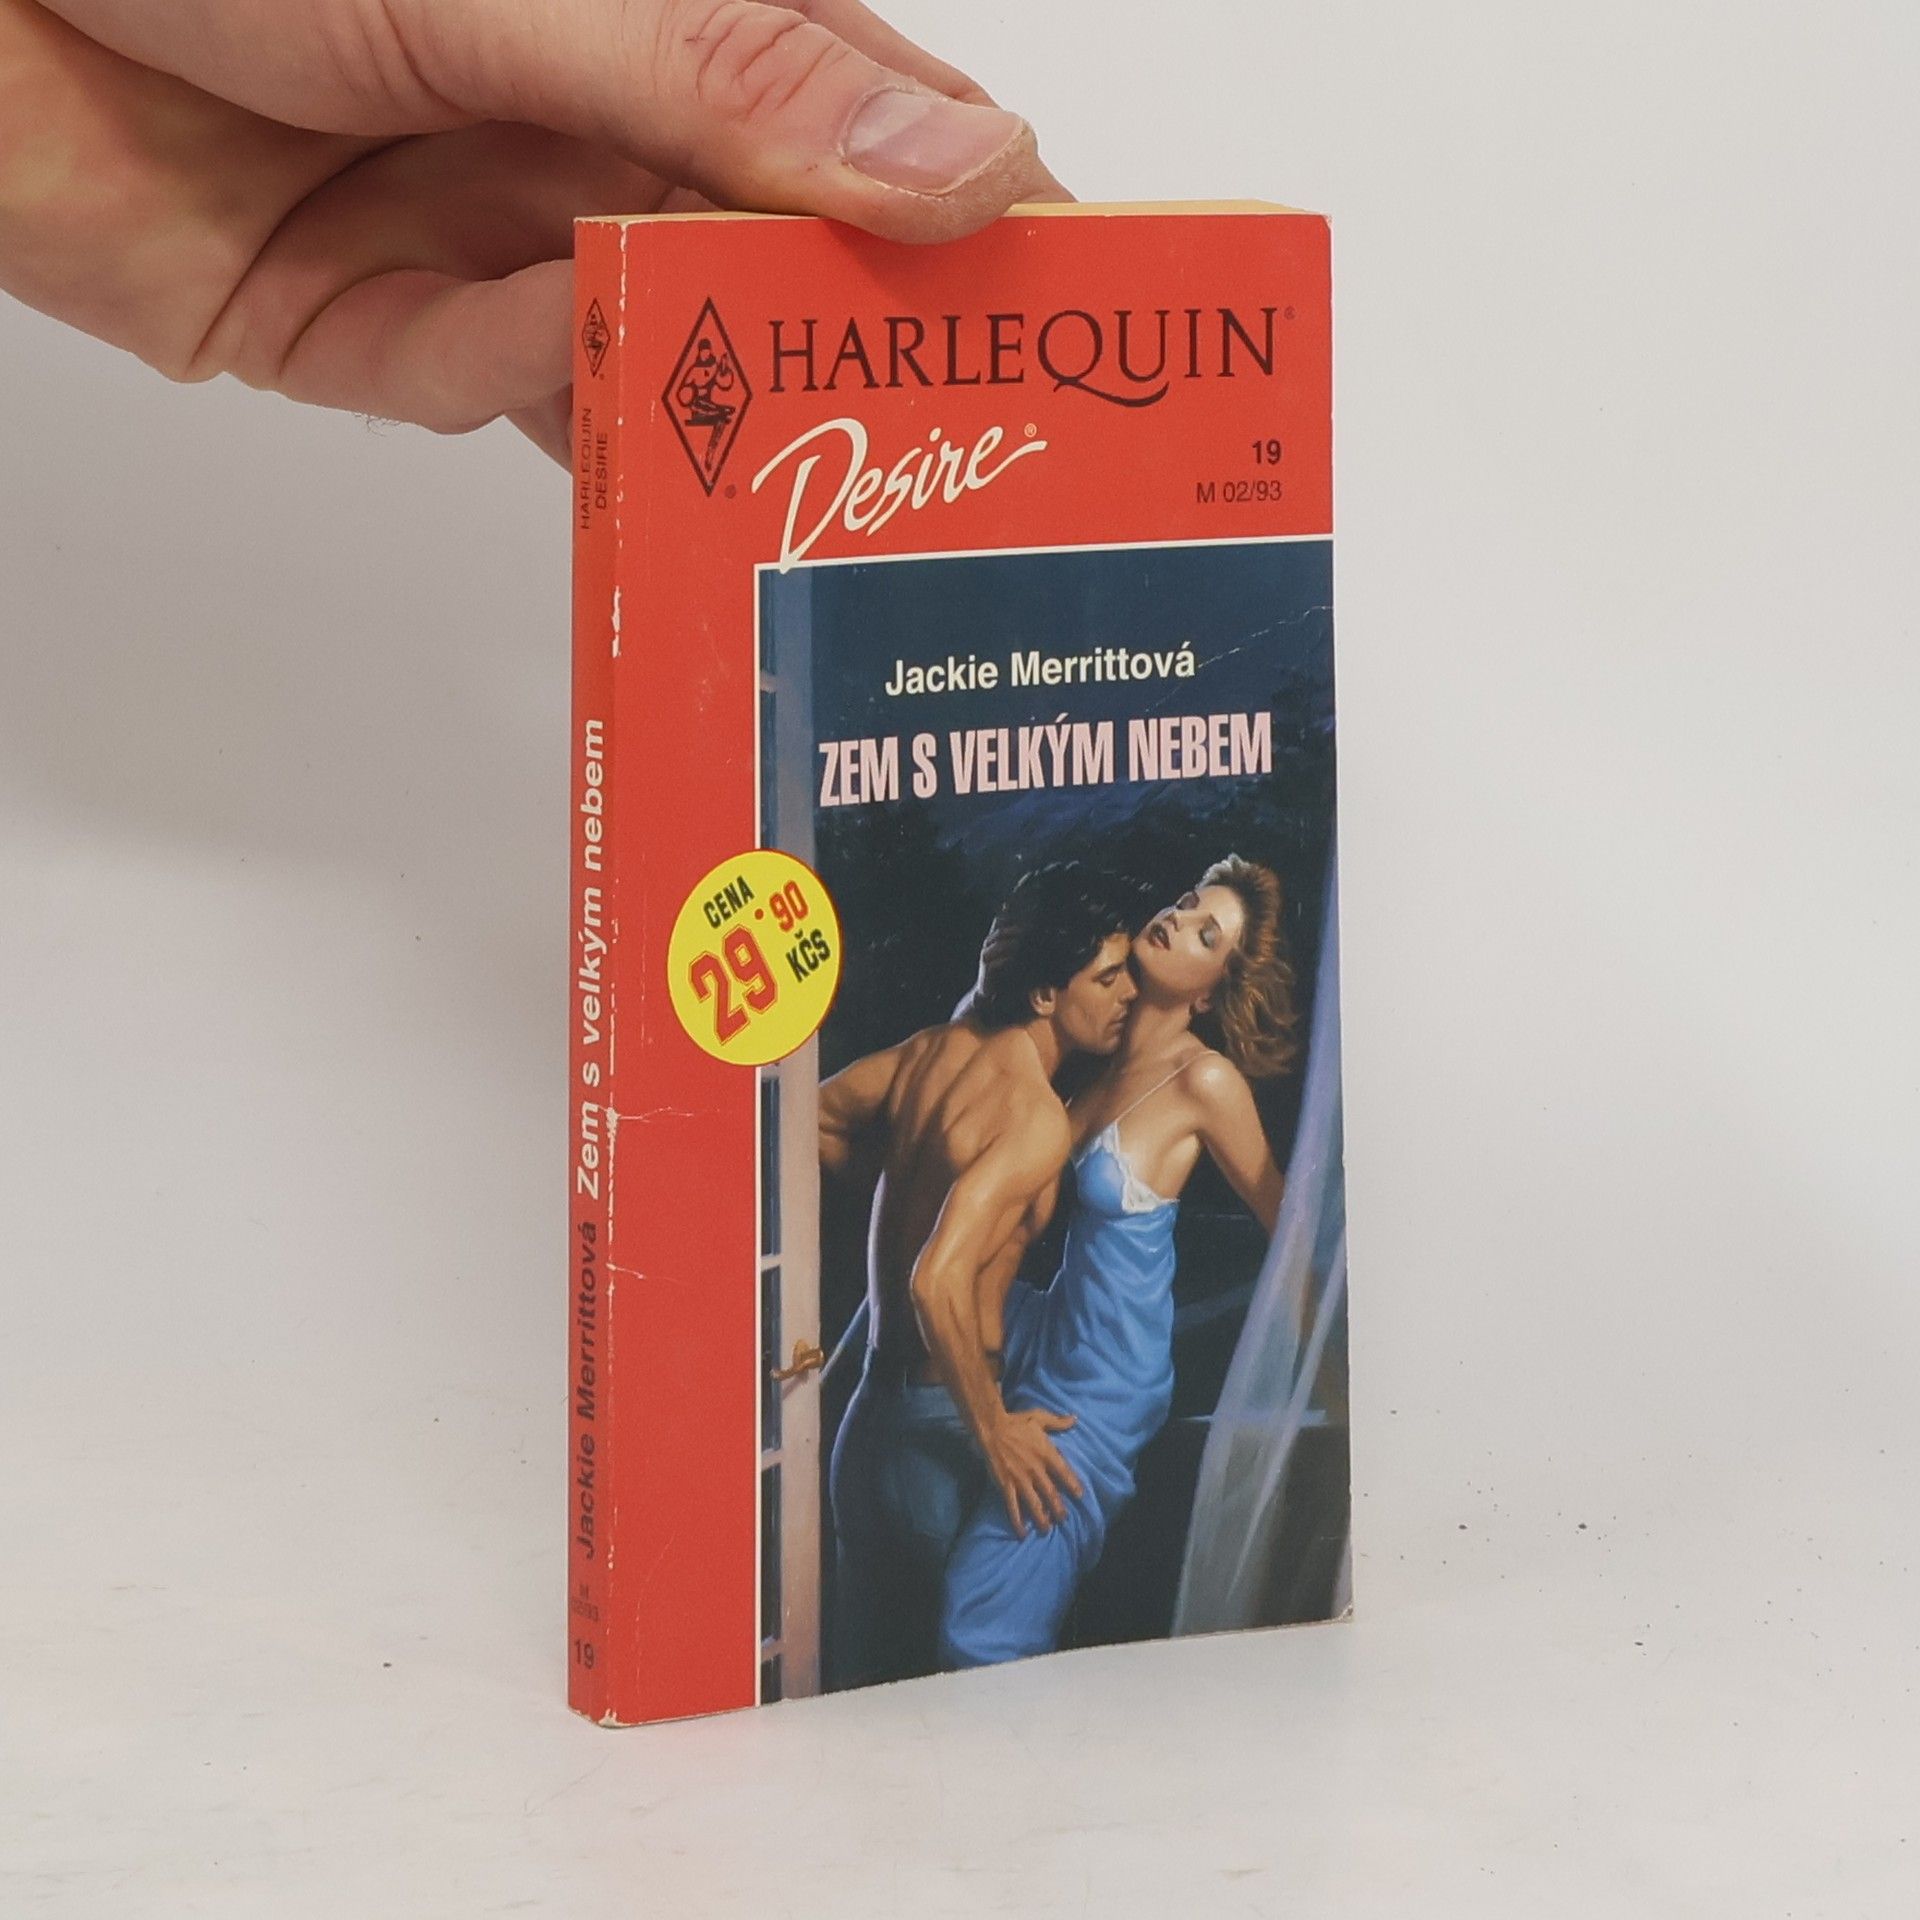 HARLEQUIN®
Desire®
19
M 02/93
Jackie Merrittová
ZEM S VELKÝM NEBEM
CENA
29.90
KČS
HARLEQUIN
DESIRE
Jackie Merrittová Zem s velkým nebem
M
02/93
19